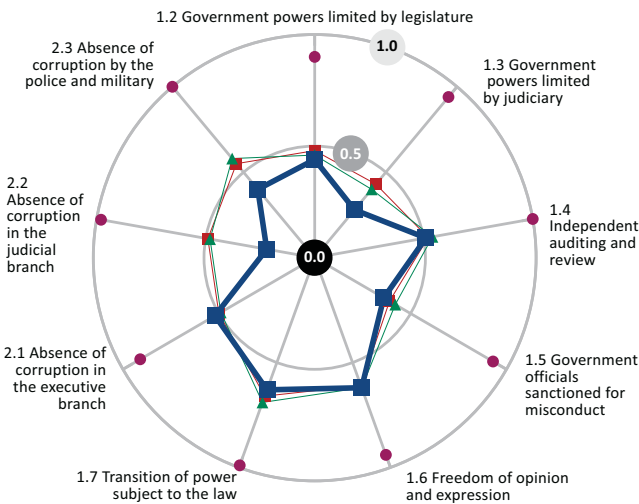 1.2 Government powers limited by legislature
1.0
2.3 Absence of
corruption by the
police and military
1.3 Government
powers limited
by judiciary
0.5
2.2
Absence of
corruption
in the
judicial
branch
1.4
Independent
auditing and
review
0.0
2.1 Absence of
corruption in
the executive
branch
1.5 Government
officials
sanctioned for
misconduct
1.7 Transition of power
subject to the law
1.6 Freedom of opinion
and expression